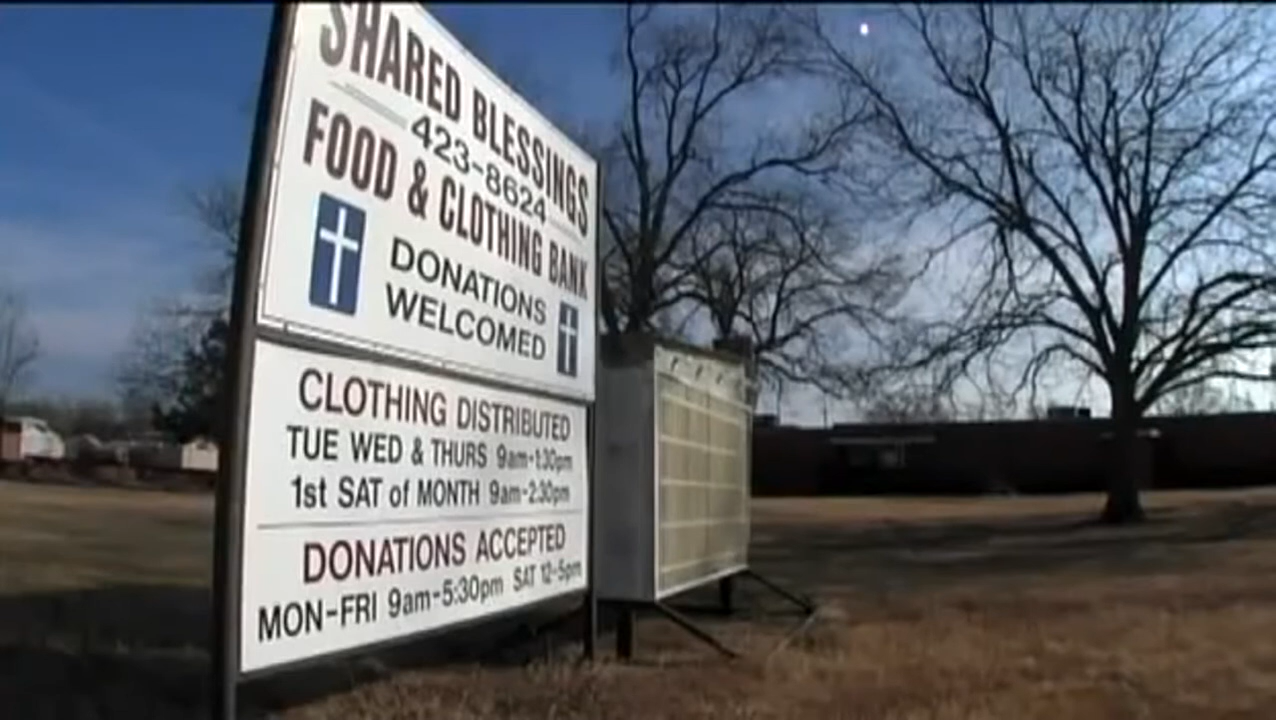 SHARED BLESSINGS
423-8624
FOOD & CLOTHING BANK
DONATIONS
WELCOMED
CLOTHING DISTRIBUTED
TUE WED & THURS 9am-1:30pm
1st SAT of MONTH 9am-2:30pm
DONATIONS ACCEPTED
MON-FRI 9am-5:30pm SAT 12-5pm